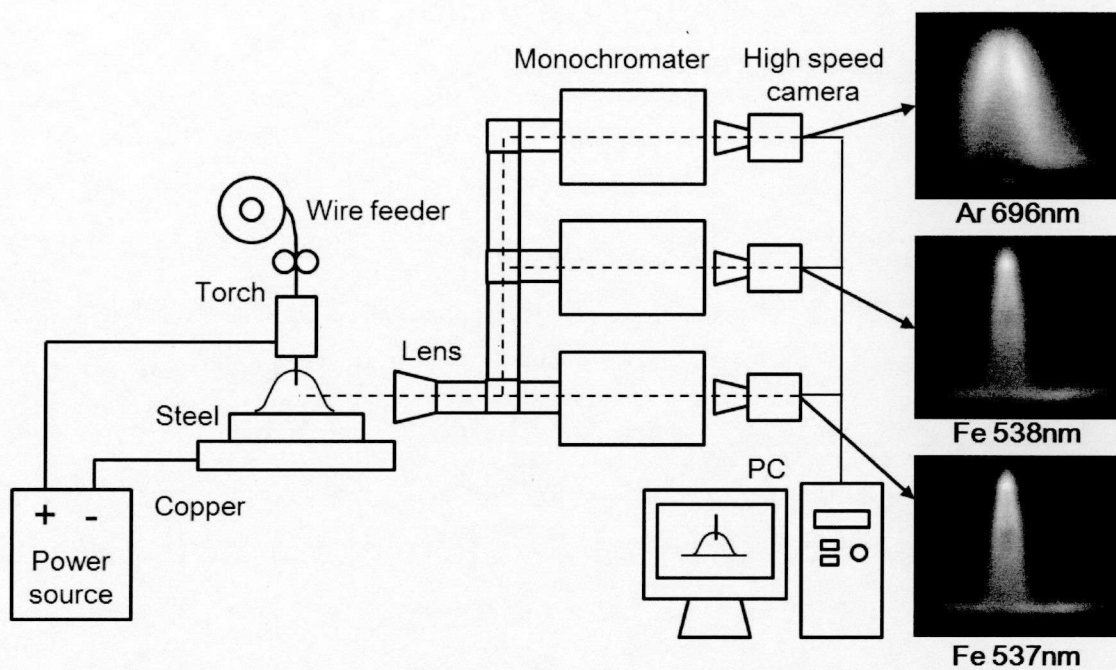 Monochromater
High speed
camera
Ar 696nm
Wire feeder
Torch
Lens
Steel
Copper
+ -
Power
source
PC
Fe 538nm
Fe 537nm